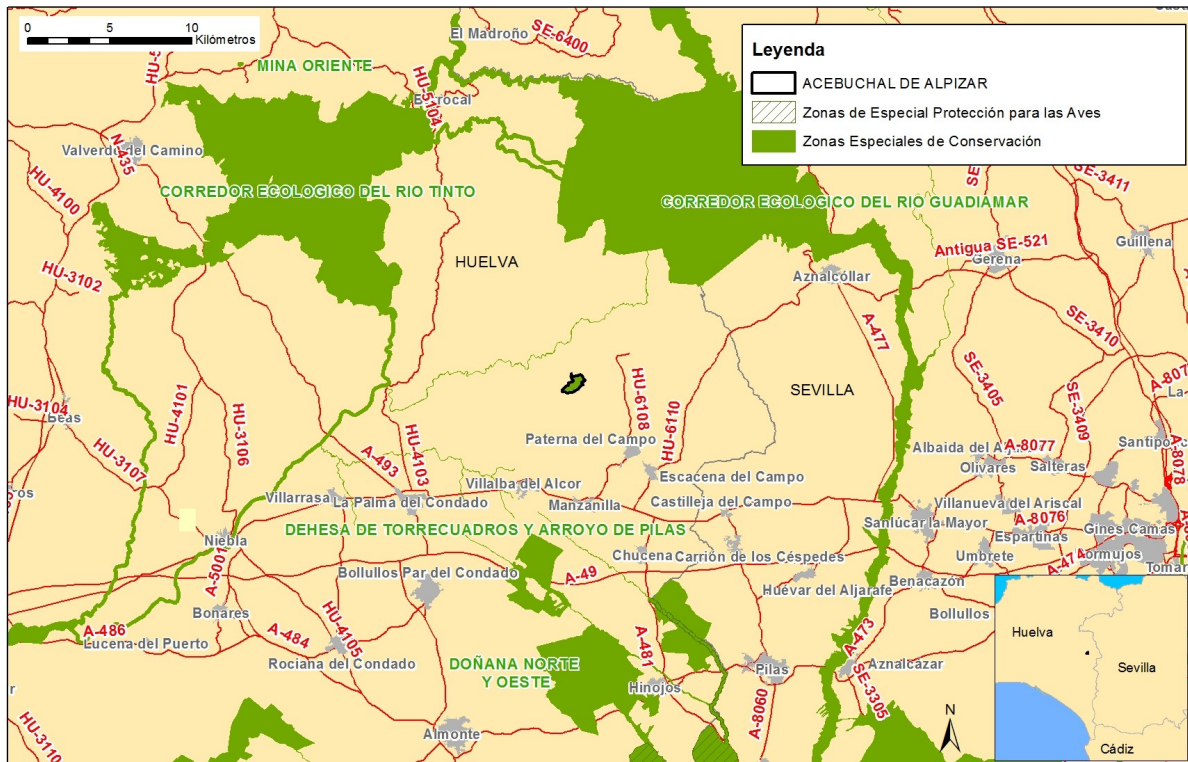 0 5 10
Kilómetros
El Madroño
SE-6400
MINA ORIENTE
HU-5104
Berrocal
Valverde del Camino
N-435
HU-4100
CORREDOR ECOLOGICO DEL RIO TINTO
HU-3102
HUELVA
Leyenda
ACEBUCHAL DE ALPIZAR
Zonas de Especial Protección para las Aves
Zonas Especiales de Conservación
SE-3411
CORREDOR ECOLOGICO DEL RIO GUADIAMAR
Guillena
Antigua SE-521
Gerena
Aznalcóllar
A-477
SE-3410
SEVILLA
SE-3405
SE-3409
HU-3104
Beas
HU-4101
HU-3106
HU-3107
A-493
HU-4103
HU-6108
HU-6110
Paterna del Campo
Escacena del Campo
Villarrasa
La Palma del Condado
Villalba del Alcor
Manzanilla
Castilleja del Campo
A-8077
Olivares
Salteras
A-8078
Villanueva del Ariscal
A-8076
Sanlúcar la Mayor
Espartinas
Gines
Camas
Umbrete
DEHESA DE TORRECUADROS Y ARROYO DE PILAS
Niebla
A-5001
Chucena
Carrión de los Céspedes
A-49
Huévar del Aljarafe
Benacazón
Bollullos
Bollullos Par del Condado
Bonares
A-486
Lucena del Puerto
A-484
HU-4105
Rociana del Condado
DOÑANA NORTE
Y OESTE
A-481
Hinojos
Pilas
A-8060
A-473
Aznalcázar
SE-3305
Almonte
HU-3110
N
Huelva
Sevilla
Cádiz